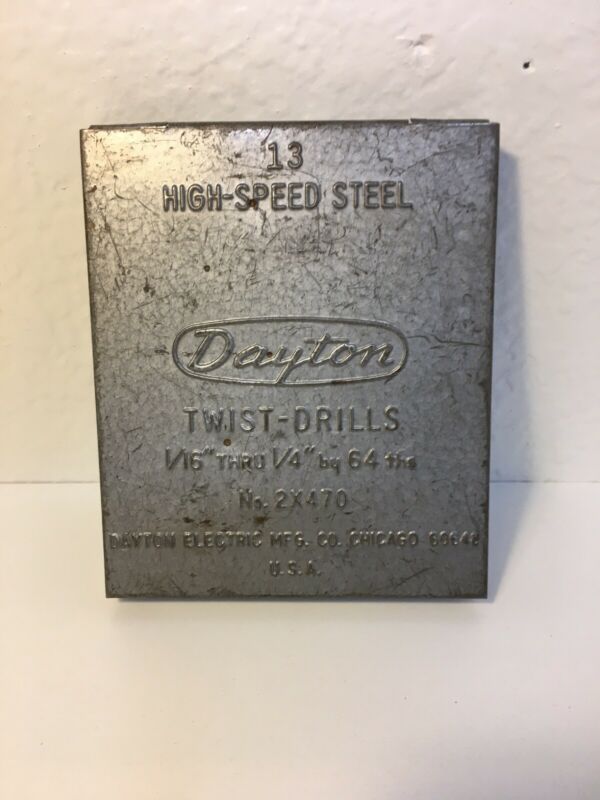 13
HIGH-SPEED STEEL
Dayton
TWIST-DRILLS
1/16" THRU 1/4" by 64 ths
No. 2X470
DAYTON ELECTRIC MFG. CO. CHICAGO 60648
U.S.A.